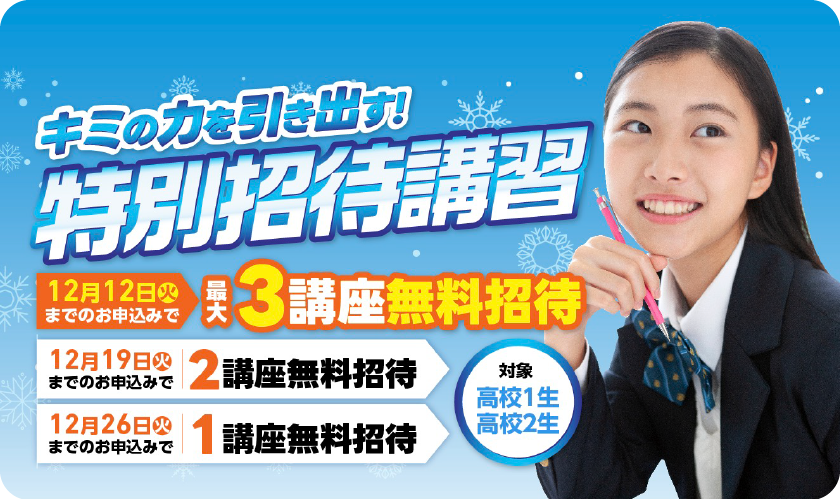 キミの力を引き出す!
特別招待講習
12月12日火
までのお申込みで
最大
3講座無料招待
12月19日火
までのお申込みで
2講座無料招待
12月26日火
までのお申込みで
1講座無料招待
対象
高校1生
高校2生